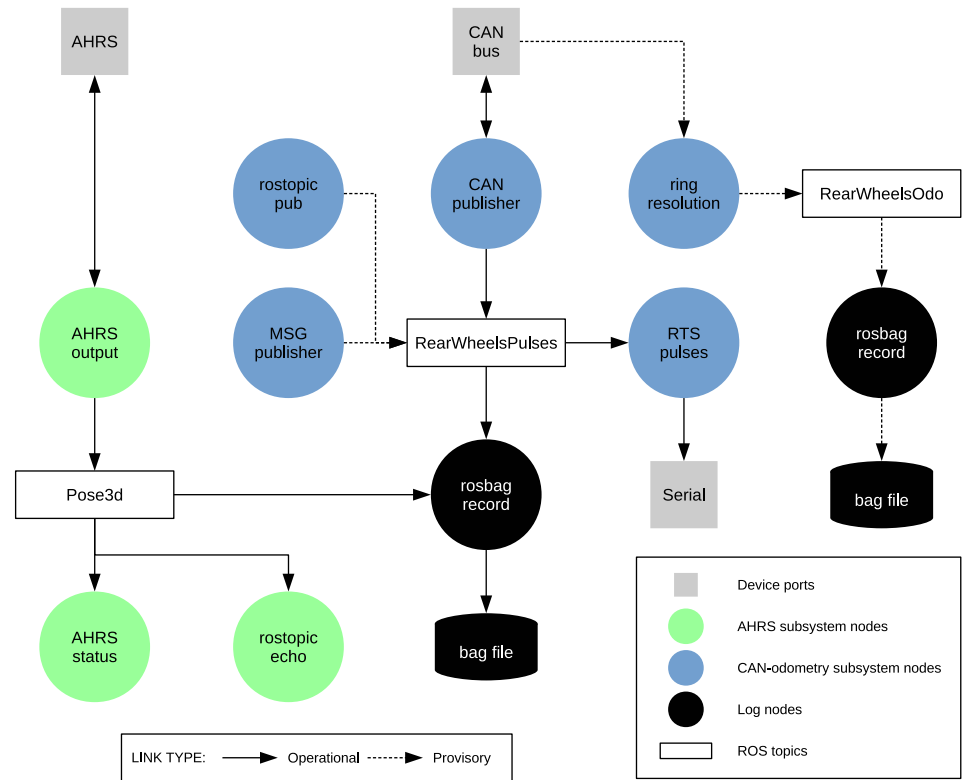 AHRS
CAN
bus
rostopic
pub
CAN
publisher
ring
resolution
RearWheelsOdo
AHRS
output
MSG
publisher
RearWheelsPulses
RTS
pulses
rosbag
record
Pose3d
rosbag
record
Serial
bag file
AHRS
status
rostopic
echo
bag file
Device ports
AHRS subsystem nodes
CAN-odometry subsystem nodes
Log nodes
ROS topics
LINK TYPE: Operational Provisory